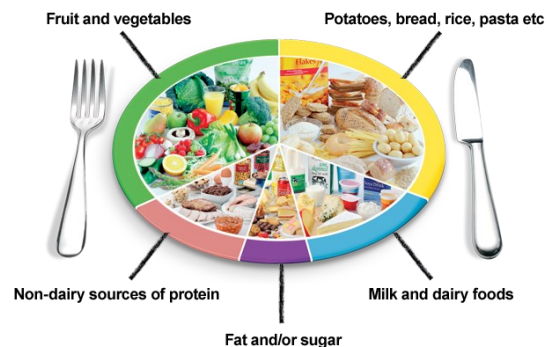 Fruit and vegetables
Potatoes, bread, rice, pasta etc
Flakes
Non-dairy sources of protein
Milk and dairy foods
Fat and/or sugar